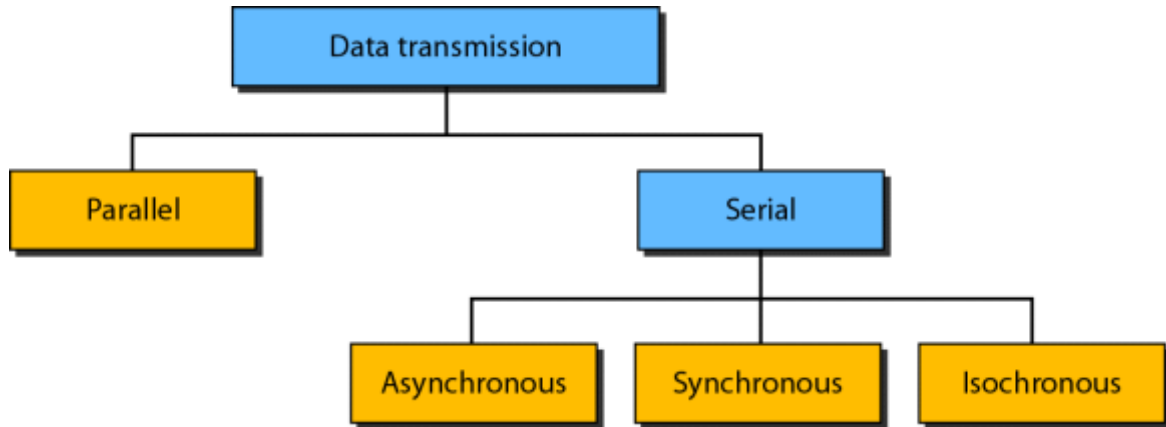 Data transmission
Parallel
Serial
Asynchronous
Synchronous
Isochronous